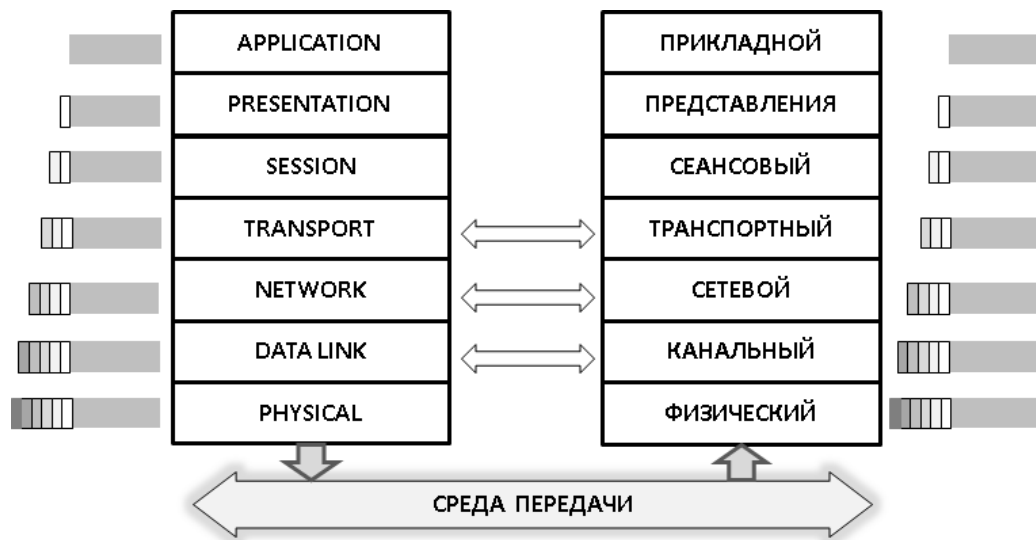 APPLICATION
PRESENTATION
SESSION
TRANSPORT
NETWORK
DATA LINK
PHYSICAL
ПРИКЛАДНОЙ
ПРЕДСТАВЛЕНИЯ
СЕАНСОВЫЙ
ТРАНСПОРТНЫЙ
СЕТЕВОЙ
КАНАЛЬНЫЙ
ФИЗИЧЕСКИЙ
СРЕДА ПЕРЕДАЧИ